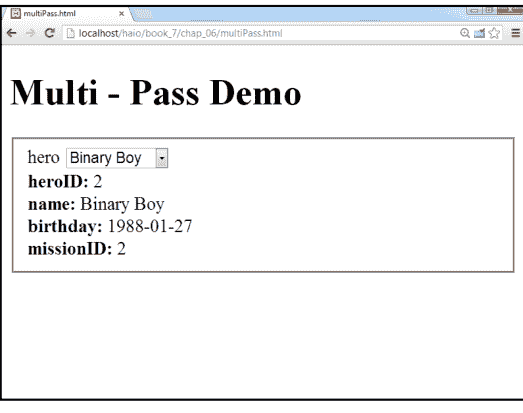 multiPass.html
localhost/haio/book_7/chap_06/multiPass.html
Multi - Pass Demo
hero Binary Boy
heroID: 2
name: Binary Boy
birthday: 1988-01-27
missionID: 2